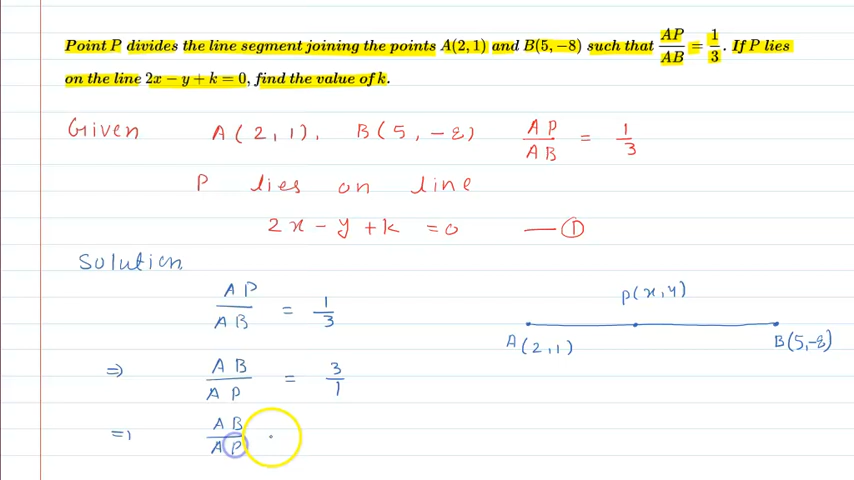 Point P divides the line segment joining the points A(2, 1) and B(5, −8) such that AP/AB = 1/3. If P lies
on the line 2x − y + k = 0, find the value of k.
Given A(2,1), B(5,-8) AP/AB = 1/3
P lies on line
2x - y + k = 0 — ①
Solution
AP/AB = 1/3
P(x,y)
A(2,1) B(5,-8)
⇒ AB/AP = 3/1
⇒ AB/AP